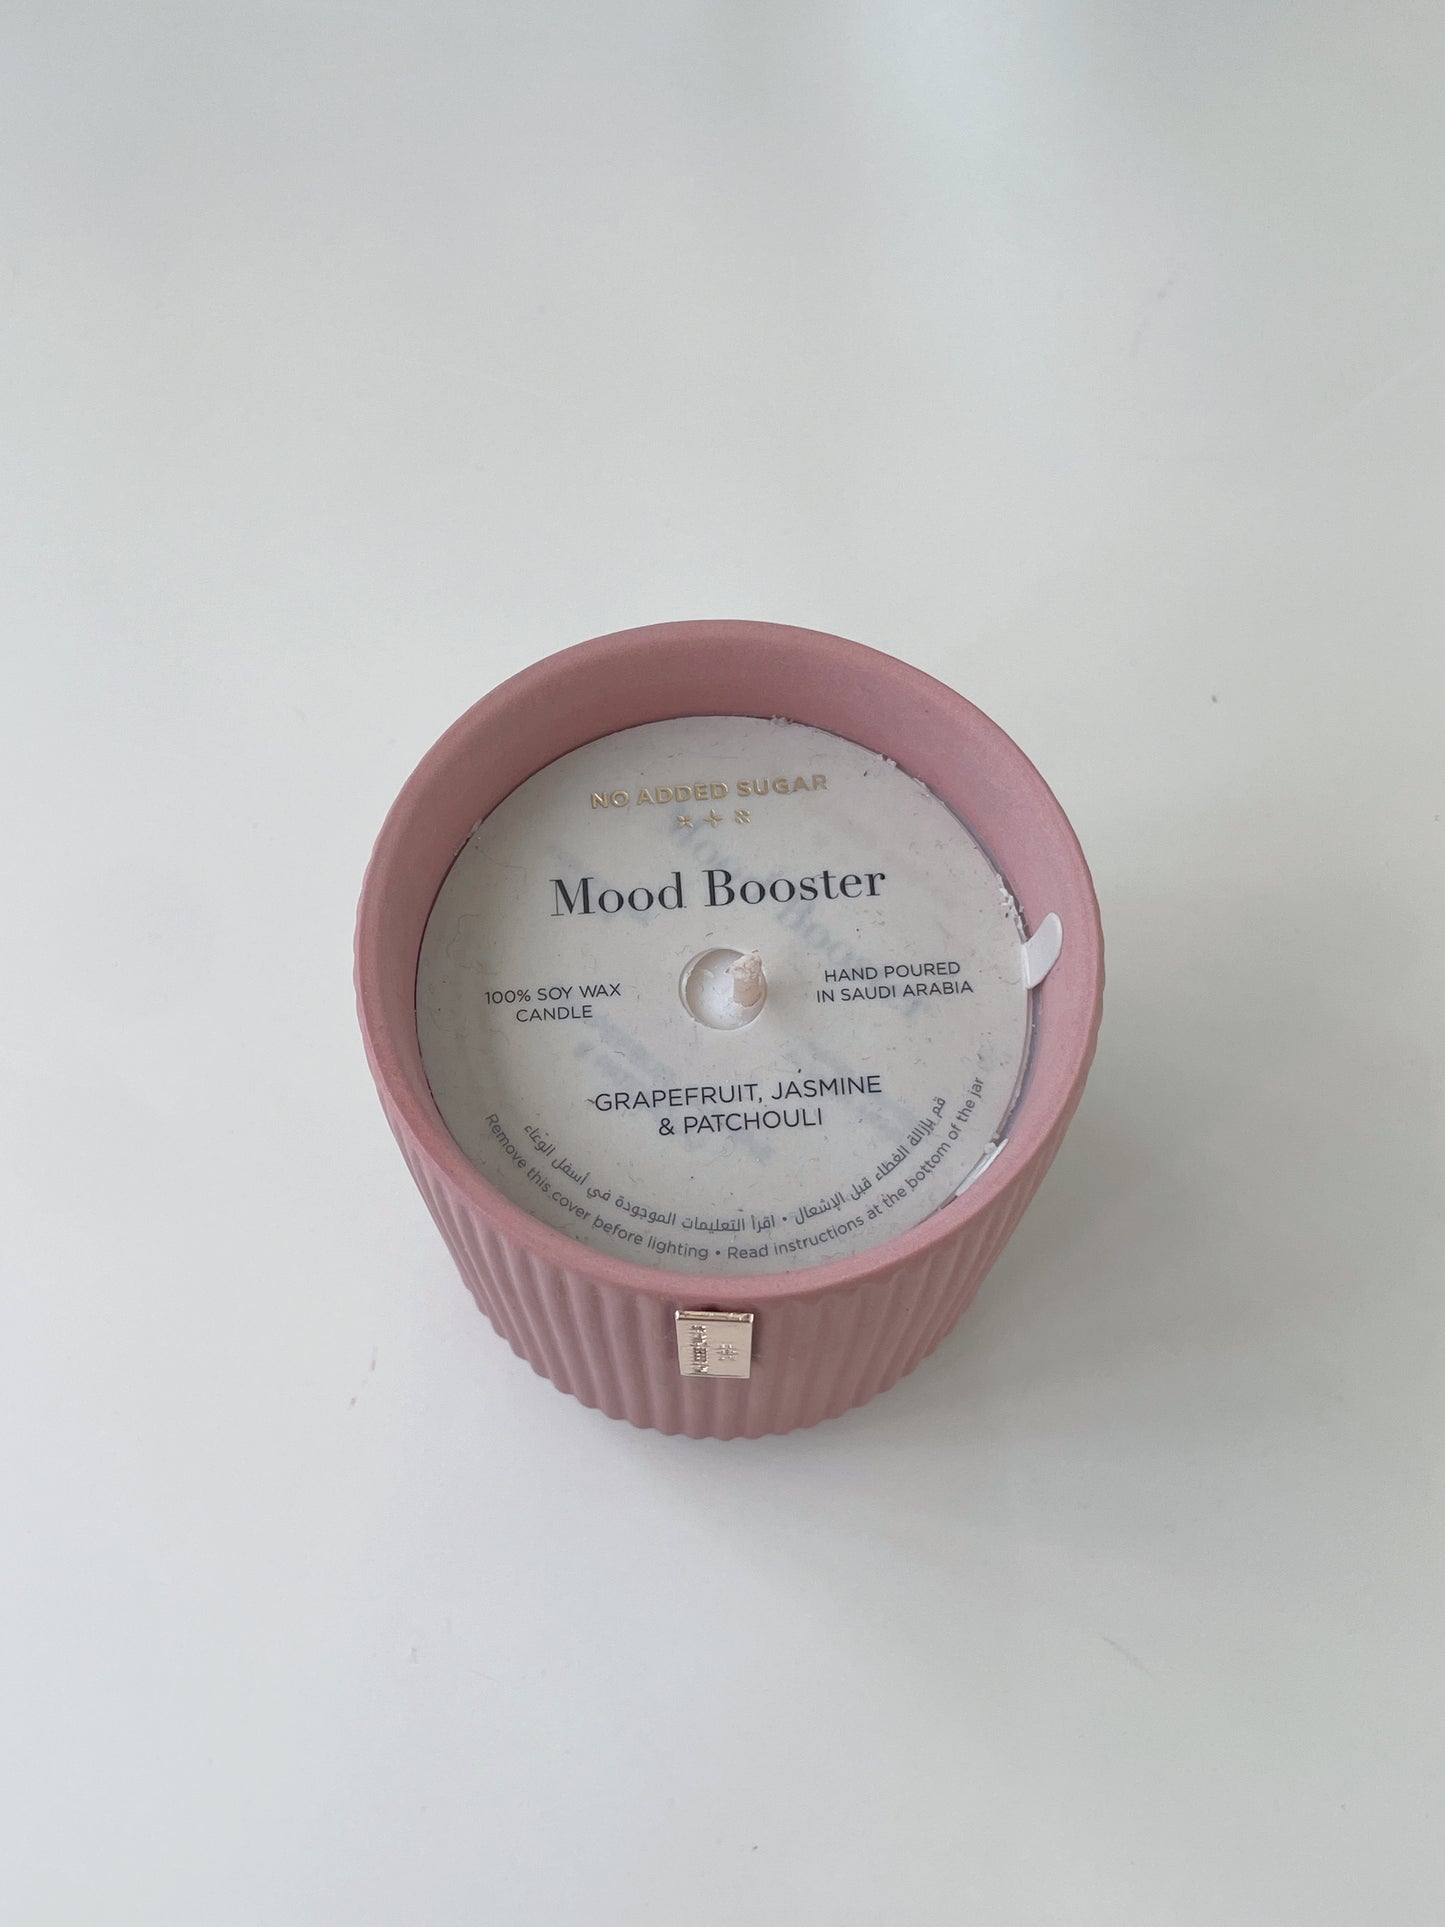 NO ADDED SUGAR
Mood Booster
100% SOY WAX
CANDLE
HAND POURED
IN SAUDI ARABIA
GRAPEFRUIT, JASMINE
& PATCHOULI
قم بإزالة الغطاء قبل الإشعال • اقرأ التعليمات الموجودة في أسفل الوعاء
Remove this cover before lighting • Read instructions at the bottom of the jar